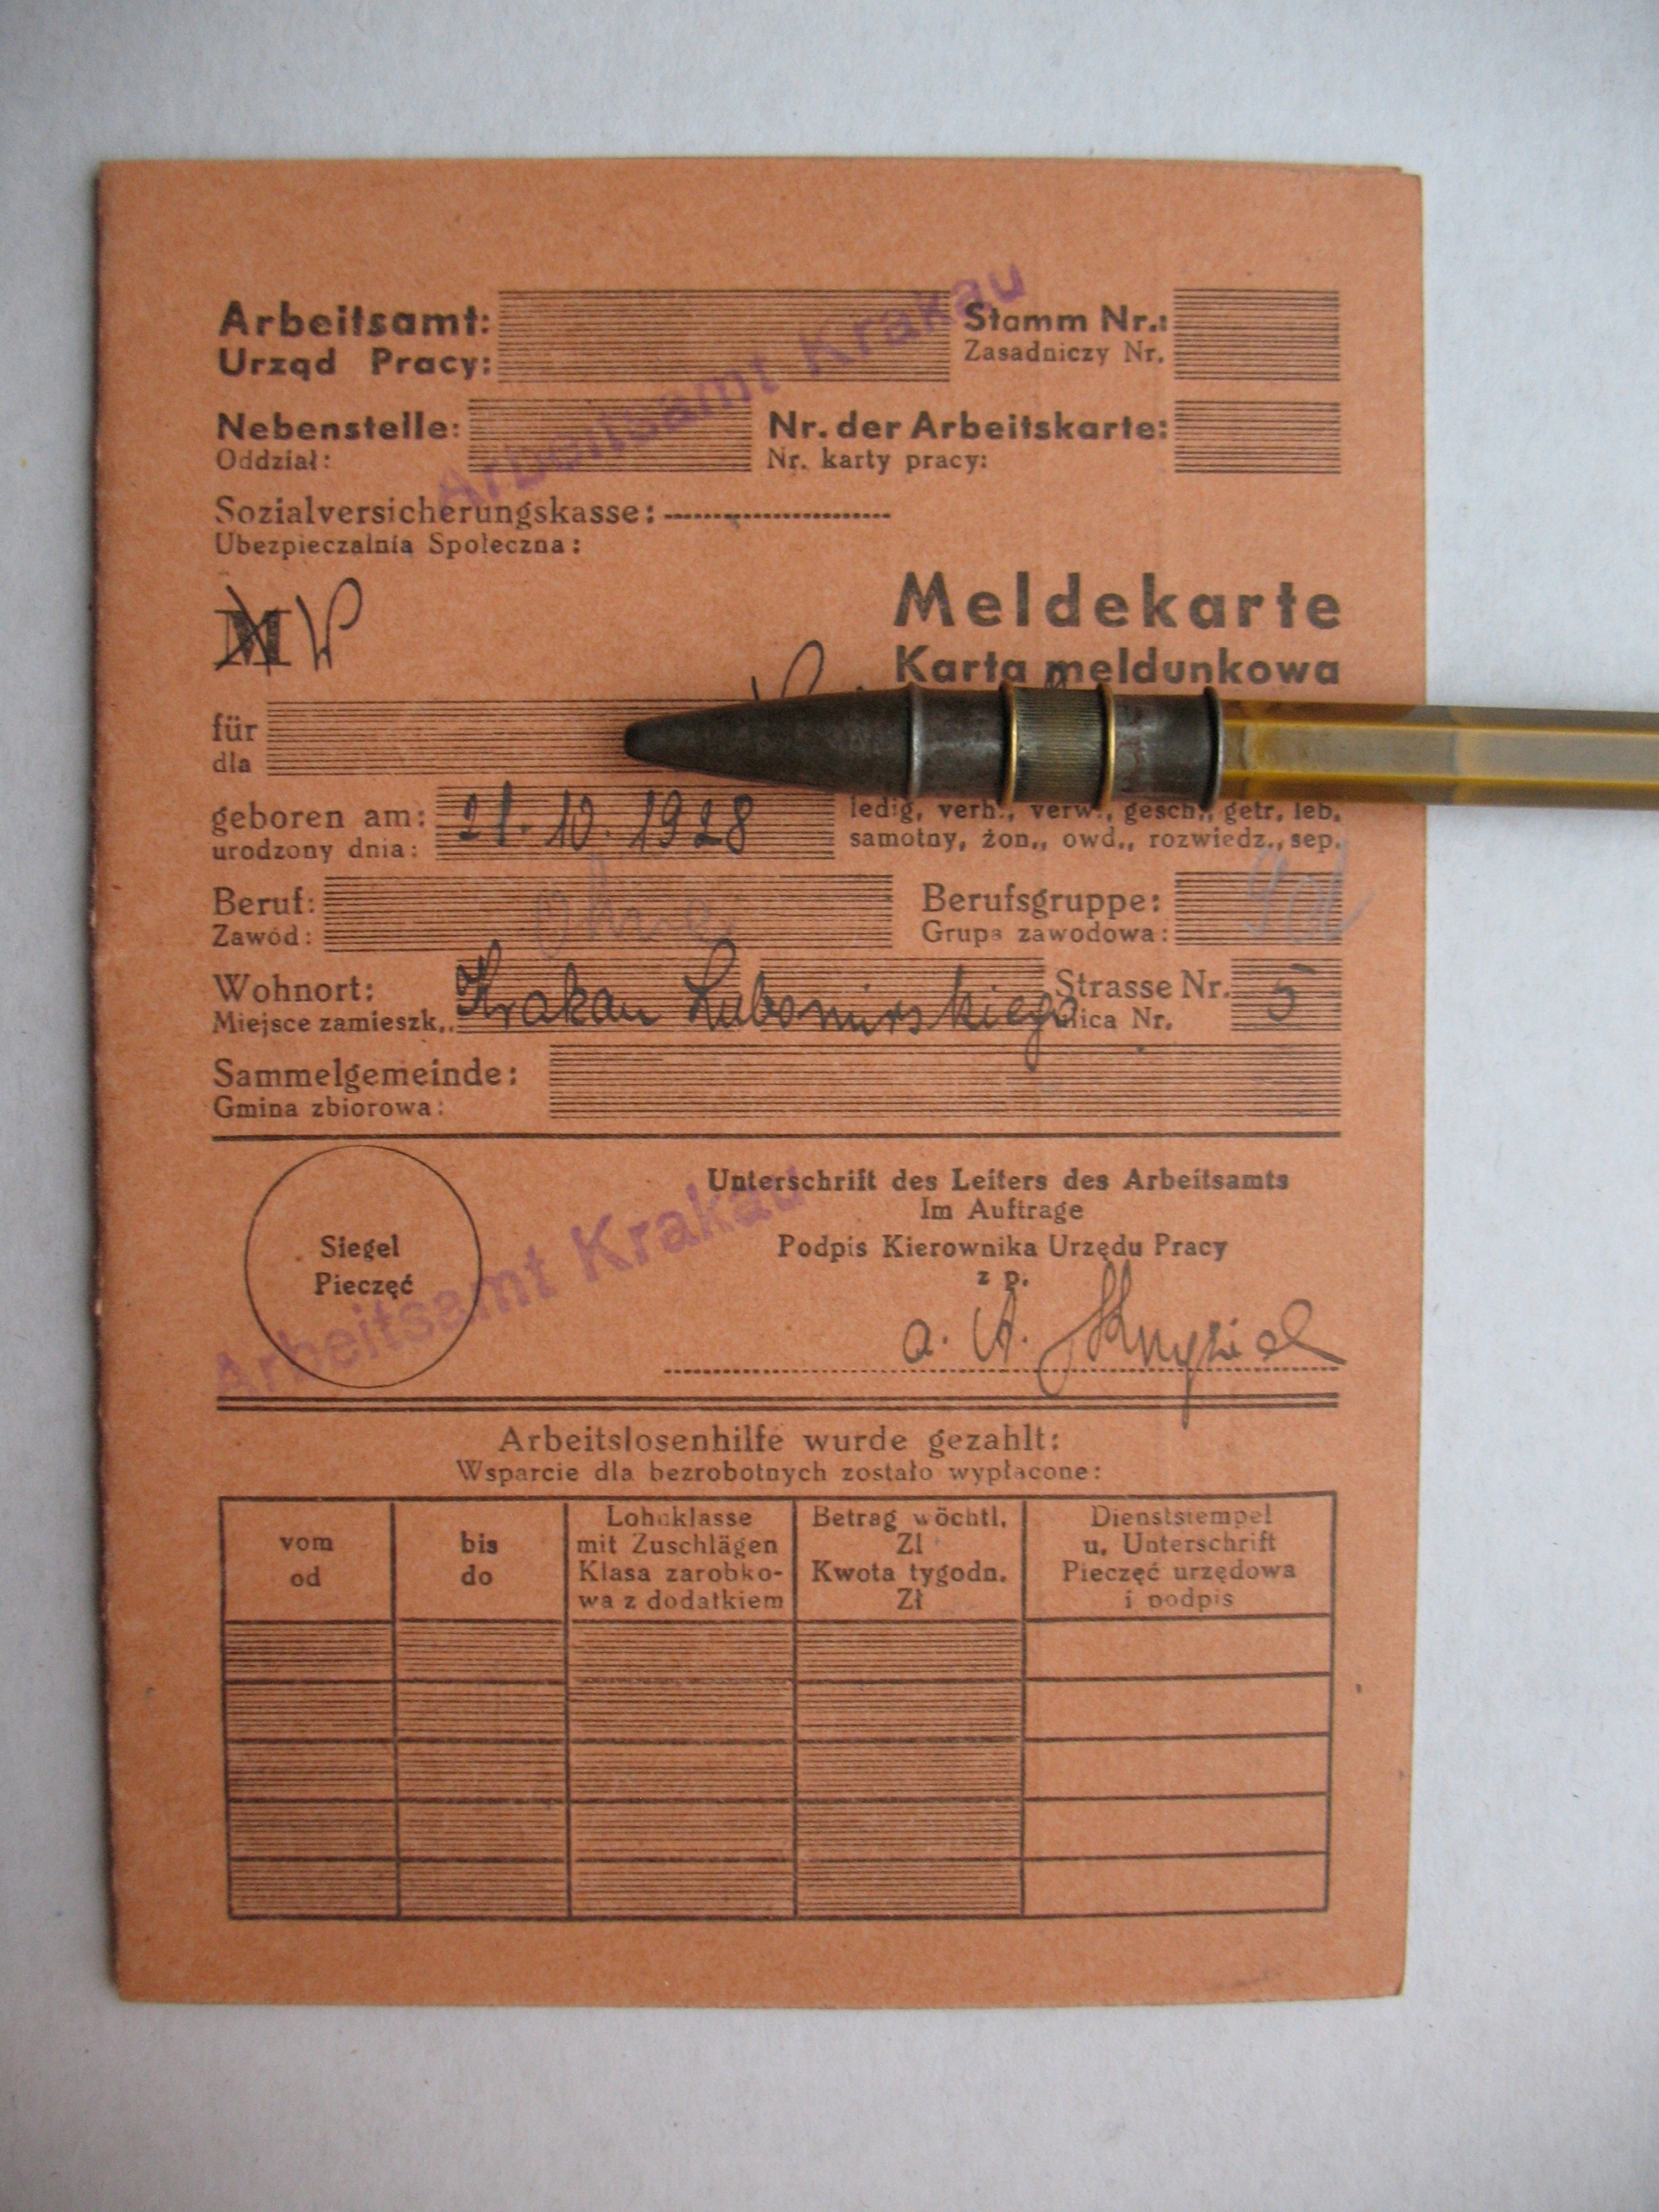 Arbeitsamt: Stamm Nr.:
Urząd Pracy: Zasadniczy Nr.
Arbeitsamt Krakau
Nebenstelle: Nr. der Arbeitskarte:
Oddział: Nr. karty pracy:
Sozialversicherungskasse:
Ubezpieczalnia Społeczna:
Meldekarte
M W
Karta meldunkowa
für
dla
geboren am: 21. 10. 1928 ledig, verh., verw., gesch., getr. leb.
urodzony dnia: samotny, żon., owd., rozwiedz., sep.
Beruf: ohne Berufsgruppe:
Zawód: Grupa zawodowa:
Wohnort: Krakau Lubomirskiego Strasse Nr. 5
Miejsce zamieszk. ulica Nr.
Sammelgemeinde:
Gmina zbiorowa:
Unterschrift des Leiters des Arbeitsamts
Im Auftrage
Siegel Podpis Kierownika Urzędu Pracy
Pieczęć z p.
Arbeitsamt Krakau
Arbeitslosenhilfe wurde gezahlt:
Wsparcie dla bezrobotnych zostało wypłacone:
vom
od
bis
do
Lohnklasse
mit Zuschlägen
Klasa zarobko-
wa z dodatkiem
Betrag wöchtl.
Zl
Kwota tygodn.
Zł
Dienststempel
u. Unterschrift
Pieczęć urzędowa
i podpis